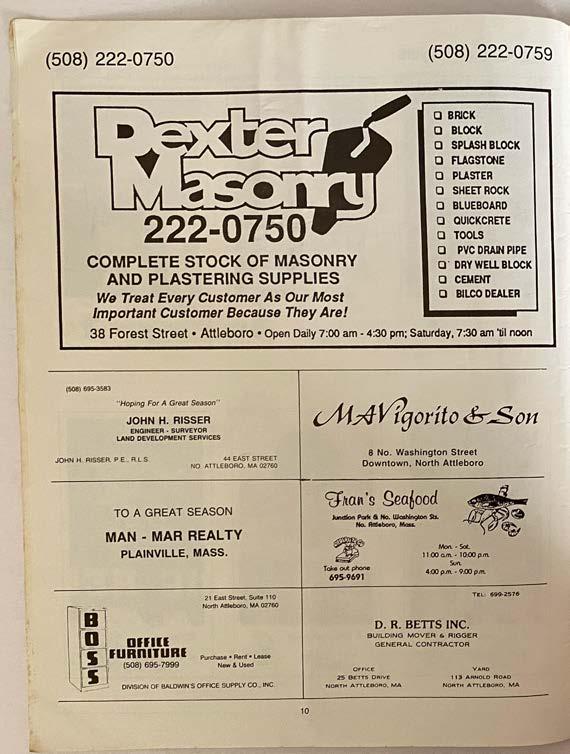 (508) 222-0750
(508) 222-0759
Dexter
Masonry
222-0750
COMPLETE STOCK OF MASONRY
AND PLASTERING SUPPLIES
We Treat Every Customer As Our Most
Important Customer Because They Are!
BRICK
BLOCK
SPLASH BLOCK
FLAGSTONE
PLASTER
SHEET ROCK
BLUEBOARD
QUICKCRETE
TOOLS
PVC DRAIN PIPE
DRY WELL BLOCK
CEMENT
BILCO DEALER
38 Forest Street • Attleboro • Open Daily 7:00 am - 4:30 pm; Saturday, 7:30 am 'til noon
(508) 695-3583
"Hoping For A Great Season"
JOHN H. RISSER
ENGINEER - SURVEYOR
LAND DEVELOPMENT SERVICES
JOHN H. RISSER, P.E., R.L.S.
44 EAST STREET
NO. ATTLEBORO, MA 02760
MAVigorito & Son
8 No. Washington Street
Downtown, North Attleboro
TO A GREAT SEASON
MAN - MAR REALTY
PLAINVILLE, MASS.
Fran's Seafood
Junction Park & No. Washington Sts.
No. Attleboro, Mass.
Take out phone
695-9691
Mon. - Sat.
11:00 a.m. - 10:00 p.m.
Sun.
4:00 p.m. - 9:00 p.m.
21 East Street, Suite 110
North Attleboro, MA 02760
BOSS
OFFICE
FURNITURE
(508) 695-7999
Purchase • Rent • Lease
New & Used
DIVISION OF BALDWIN'S OFFICE SUPPLY CO., INC.
TEL: 699-2576
D. R. BETTS INC.
BUILDING MOVER & RIGGER
GENERAL CONTRACTOR
OFFICE
25 BETTS DRIVE
NORTH ATTLEBORO, MA
YARD
113 ARNOLD ROAD
NORTH ATTLEBORO, MA
10